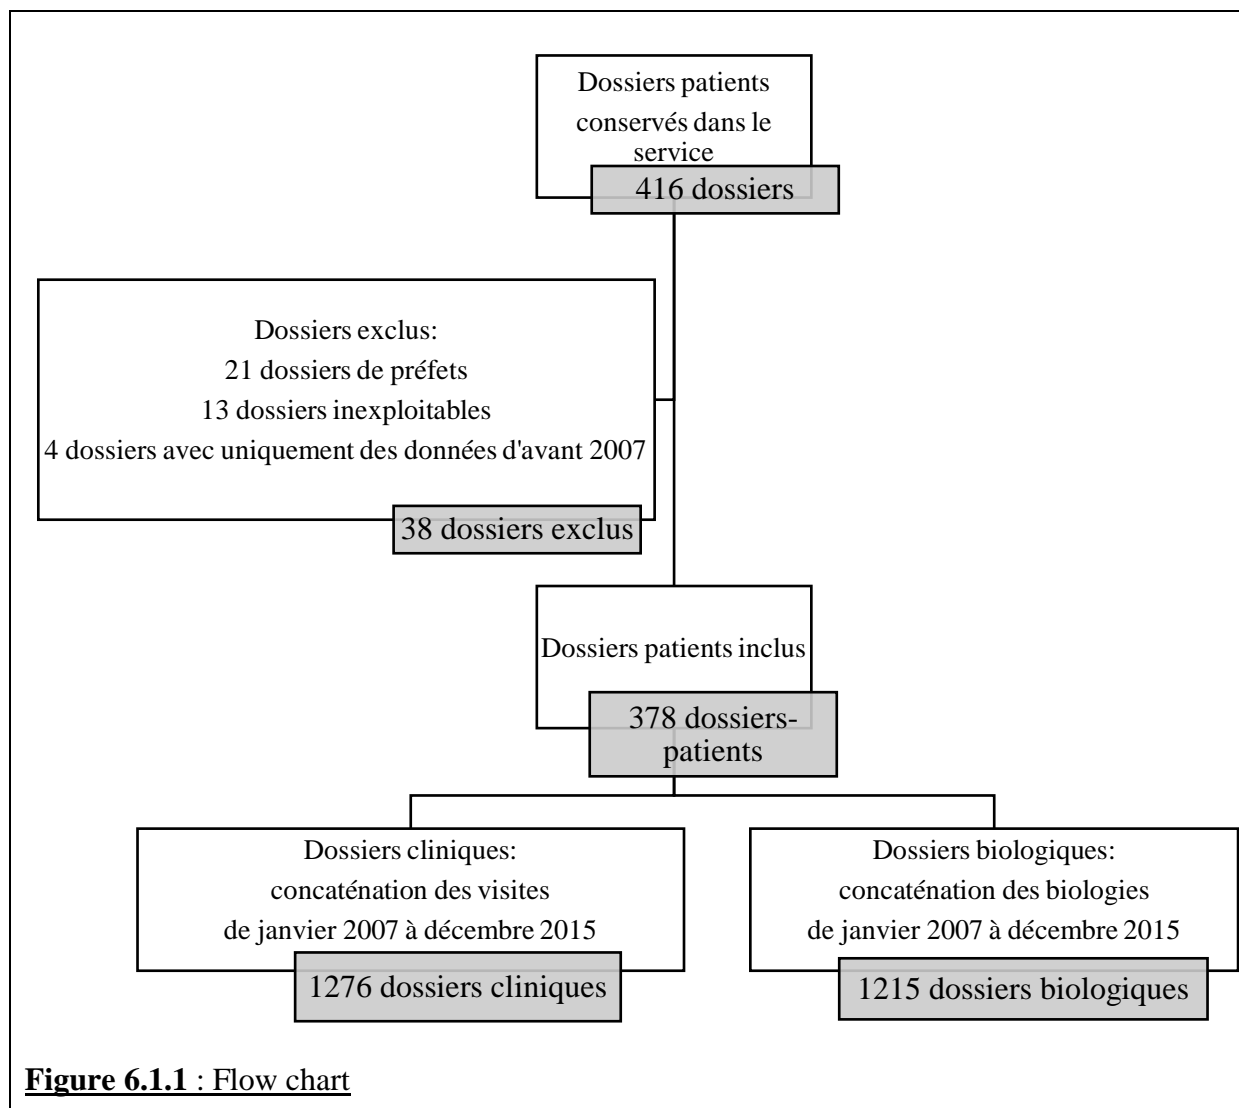 Dossiers patients
conservés dans le
service
416 dossiers
Dossiers exclus:
21 dossiers de préfets
13 dossiers inexploitables
4 dossiers avec uniquement des données d'avant 2007
38 dossiers exclus
Dossiers patients inclus
378 dossiers-
patients
Dossiers cliniques:
concaténation des visites
de janvier 2007 à décembre 2015
1276 dossiers cliniques
Dossiers biologiques:
concaténation des biologies
de janvier 2007 à décembre 2015
1215 dossiers biologiques
Figure 6.1.1 : Flow chart